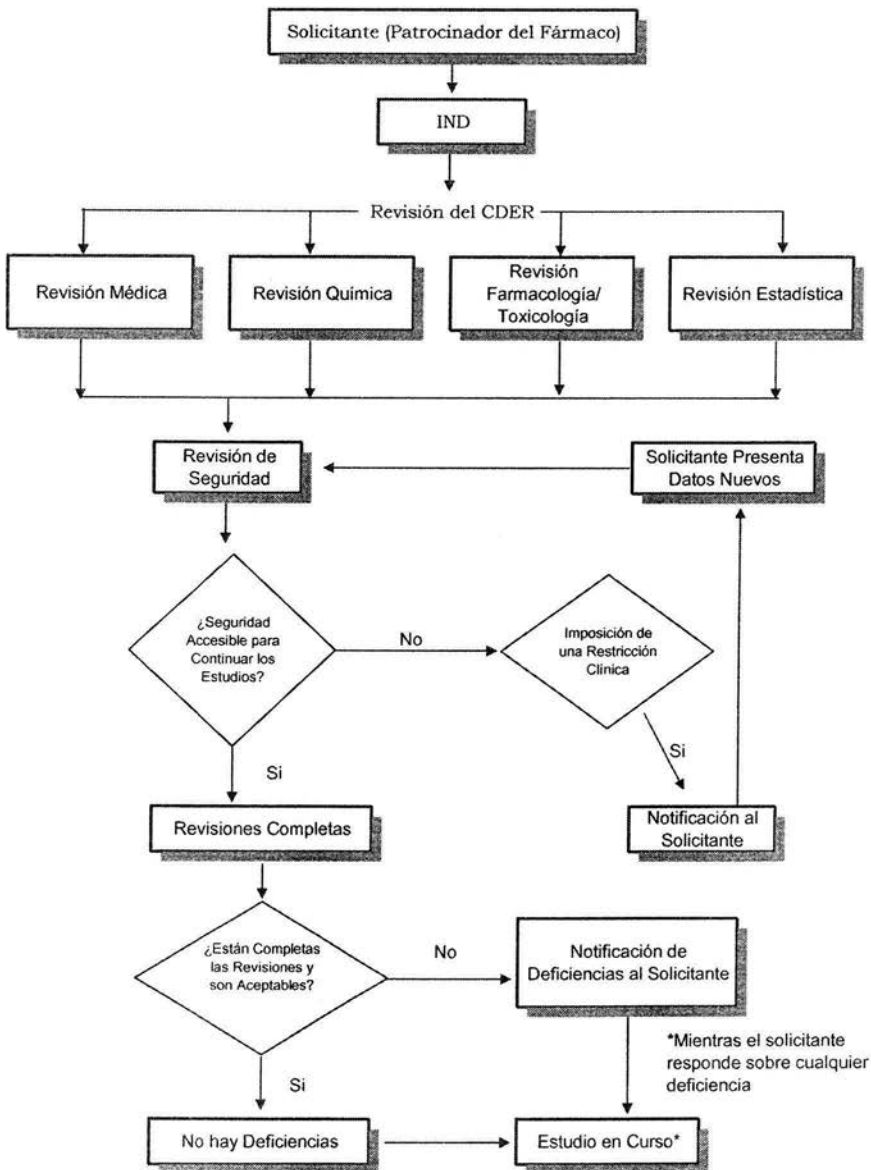 Solicitante (Patrocinador del Fármaco)
IND
Revisión del CDER
Revisión Médica
Revisión Química
Revisión
Farmacología/
Toxicología
Revisión Estadística
Revisión de
Seguridad
Solicitante Presenta
Datos Nuevos
¿Seguridad
Accesible para
Continuar los
Estudios?
No
Imposición de
una Restricción
Clínica
Si
Si
Revisiones Completas
Notificación al
Solicitante
¿Están Completas
las Revisiones y
son Aceptables?
No
Notificación de
Deficiencias al Solicitante
*Mientras el solicitante
responde sobre cualquier
deficiencia
Si
No hay Deficiencias
Estudio en Curso*